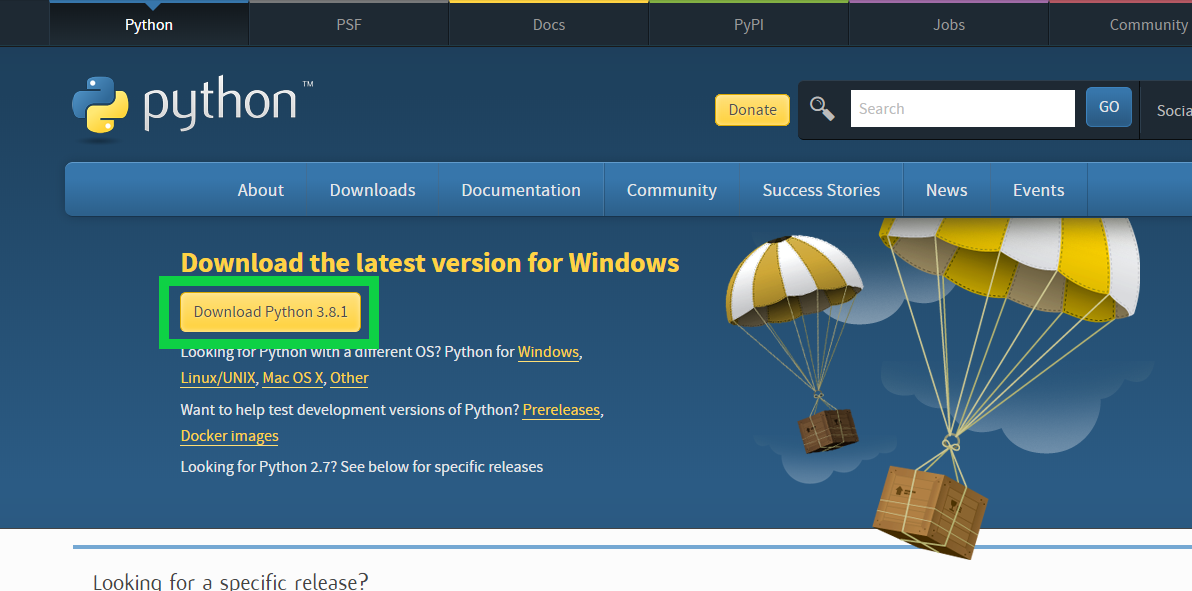 Python PSF Docs PyPI Jobs Community
python™
Donate Search GO
About Downloads Documentation Community Success Stories News Events
Download the latest version for Windows
Download Python 3.8.1
Looking for Python with a different OS? Python for Windows,
Linux/UNIX, Mac OS X, Other
Want to help test development versions of Python? Prereleases,
Docker images
Looking for Python 2.7? See below for specific releases
Looking for a specific release?